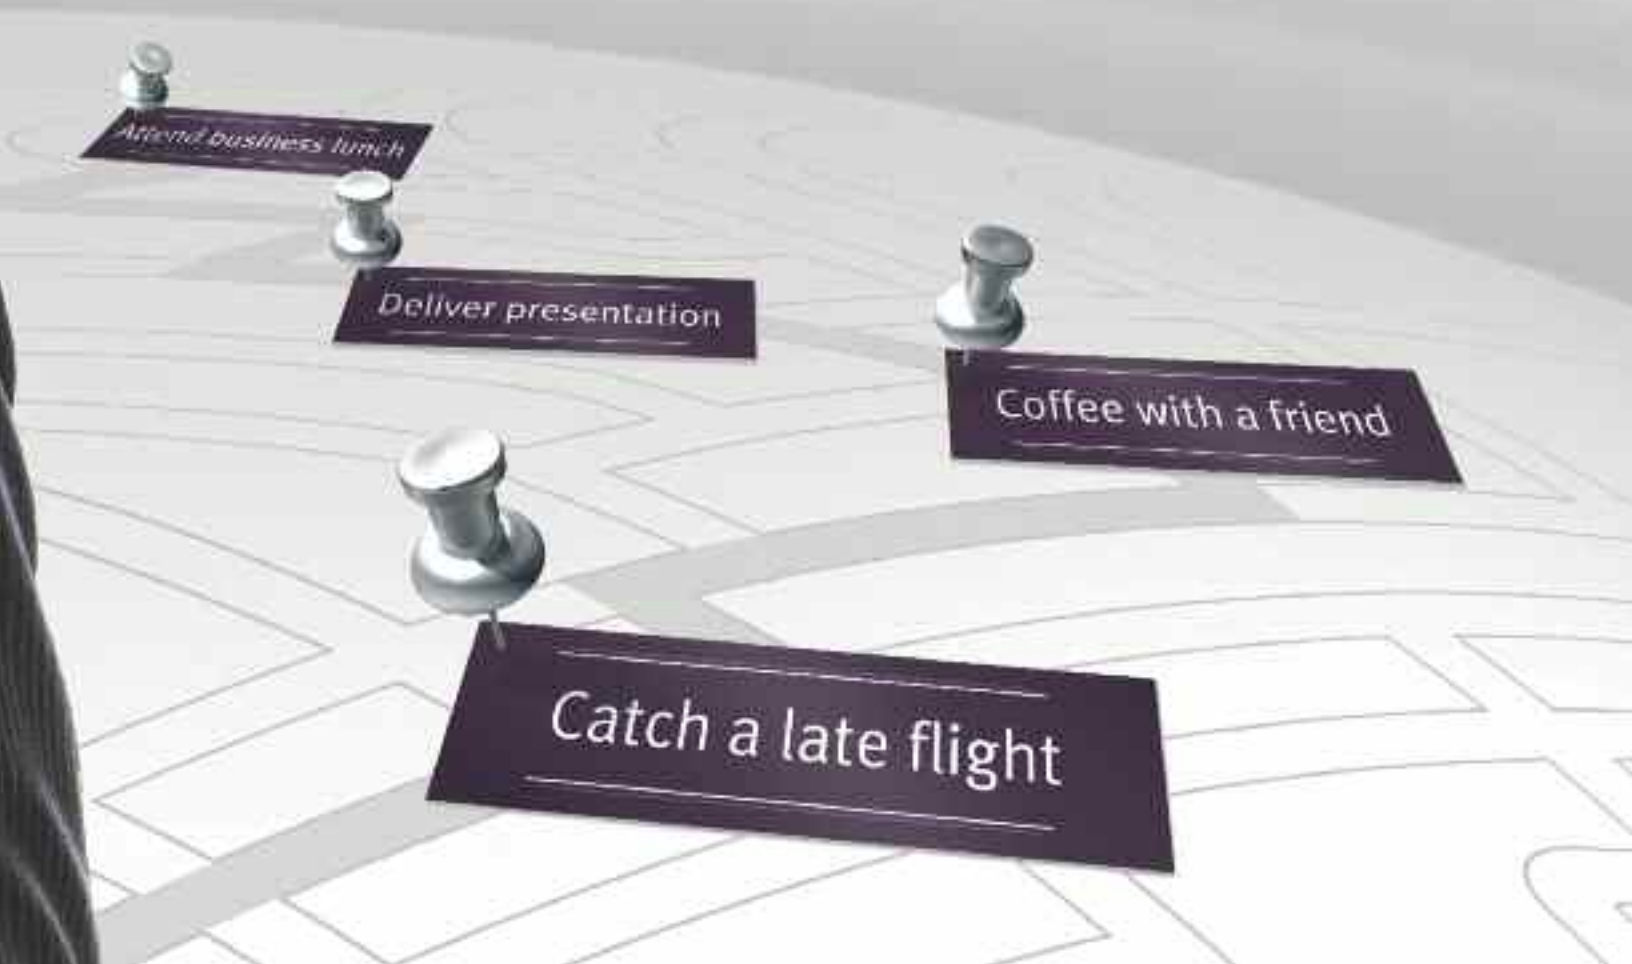 Attend business lunch
Deliver presentation
Coffee with a friend
Catch a late flight